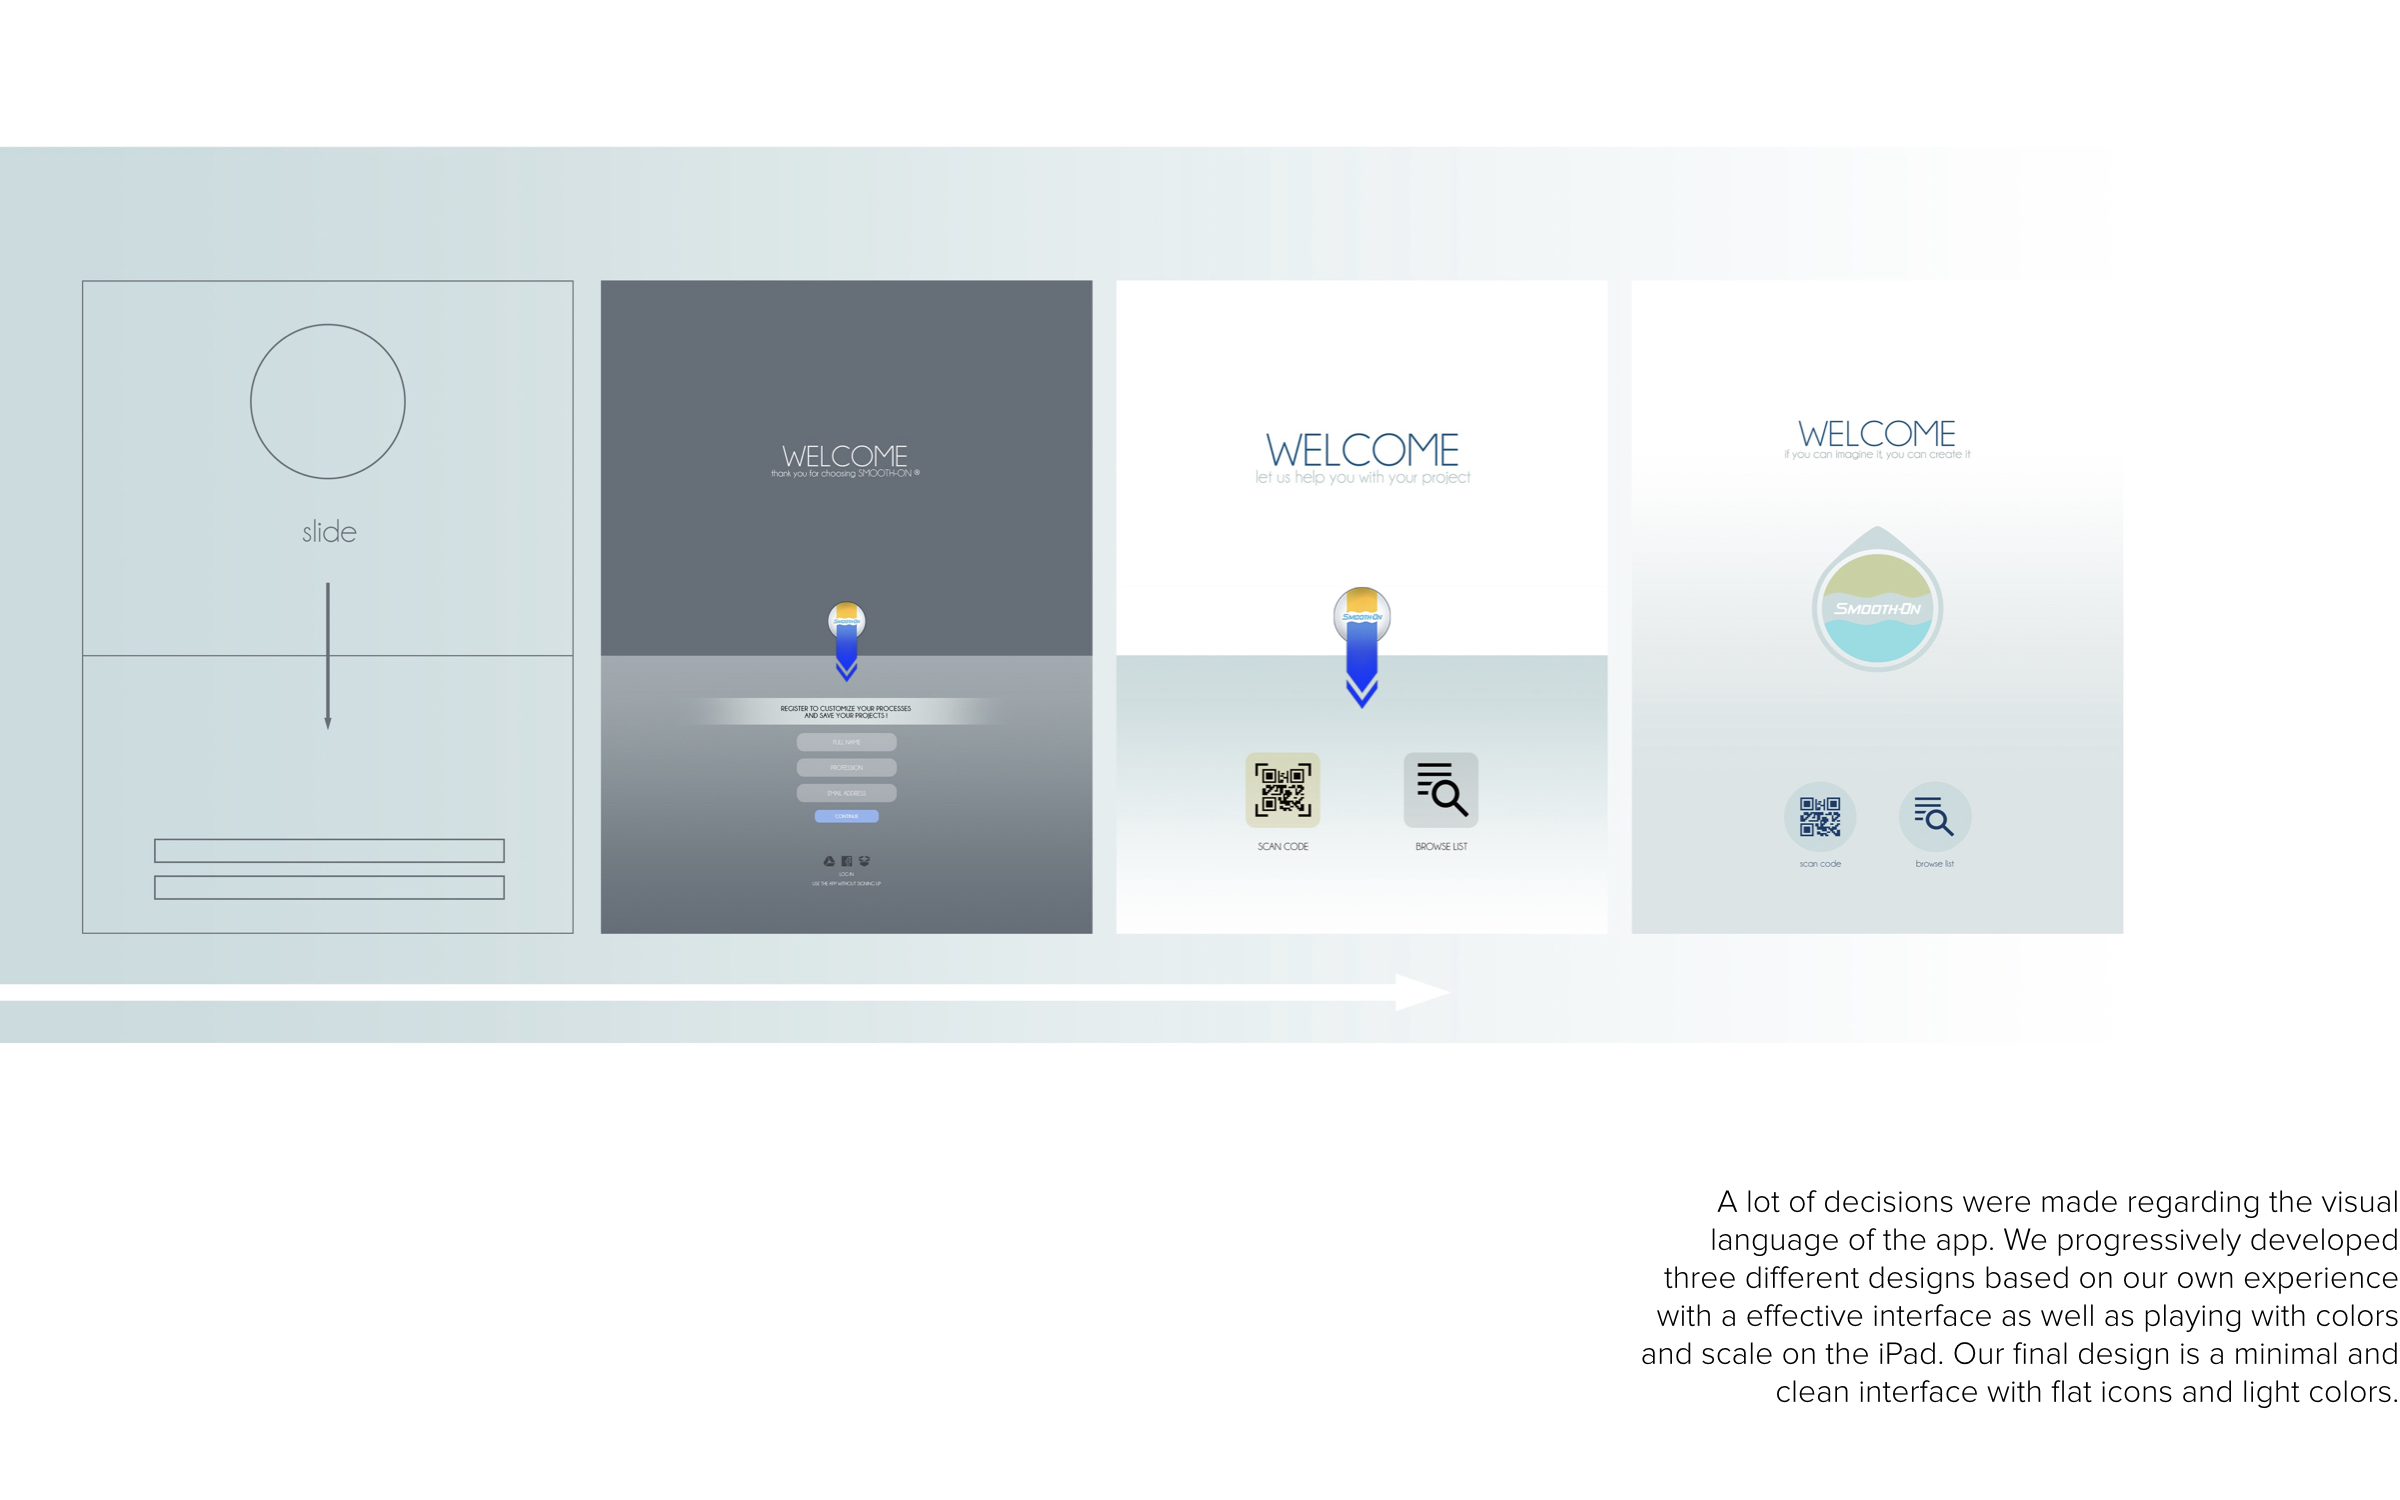 slide
WELCOME
thank you for choosing SMOOTH-ON ®
SMOOTH-ON
REGISTER TO CUSTOMIZE YOUR PROCESSES
AND SAVE YOUR PROJECTS !
FULL NAME
PROFESSION
EMAIL ADDRESS
CONTINUE
LOG IN
USE THE APP WITHOUT SIGNING UP
WELCOME
let us help you with your project
SMOOTH-ON
SCAN CODE
BROWSE LIST
WELCOME
if you can imagine it, you can create it
SMOOTH-ON
scan code
browse list
A lot of decisions were made regarding the visual
language of the app. We progressively developed
three different designs based on our own experience
with a effective interface as well as playing with colors
and scale on the iPad. Our final design is a minimal and
clean interface with flat icons and light colors.